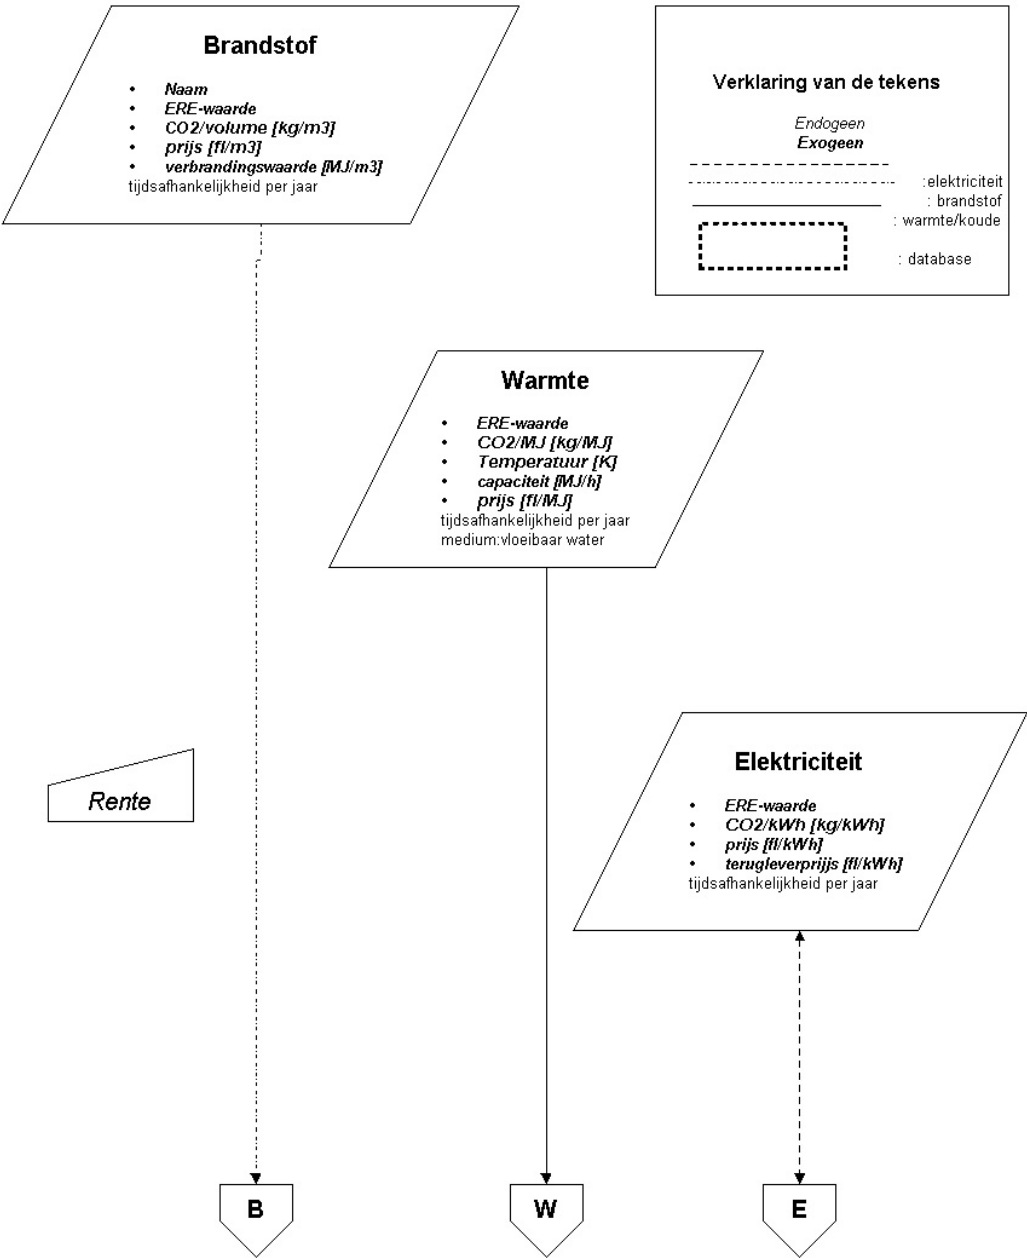 Brandstof
• Naam
• ERE-waarde
• CO2/volume [kg/m3]
• prijs [fl/m3]
• verbrandingswaarde [MJ/m3]
tijdsafhankelijkheid per jaar
Verklaring van de tekens
Endogeen
Exogeen
:elektriciteit
: brandstof
: warmte/koude
: database
Warmte
• ERE-waarde
• CO2/MJ [kg/MJ]
• Temperatuur [K]
• capaciteit [MJ/h]
• prijs [fl/MJ]
tijdsafhankelijkheid per jaar
medium:vloeibaar water
Rente
Elektriciteit
• ERE-waarde
• CO2/kWh [kg/kWh]
• prijs [fl/kWh]
• terugleverprijjs [fl/kWh]
tijdsafhankelijkheid per jaar
B
W
E